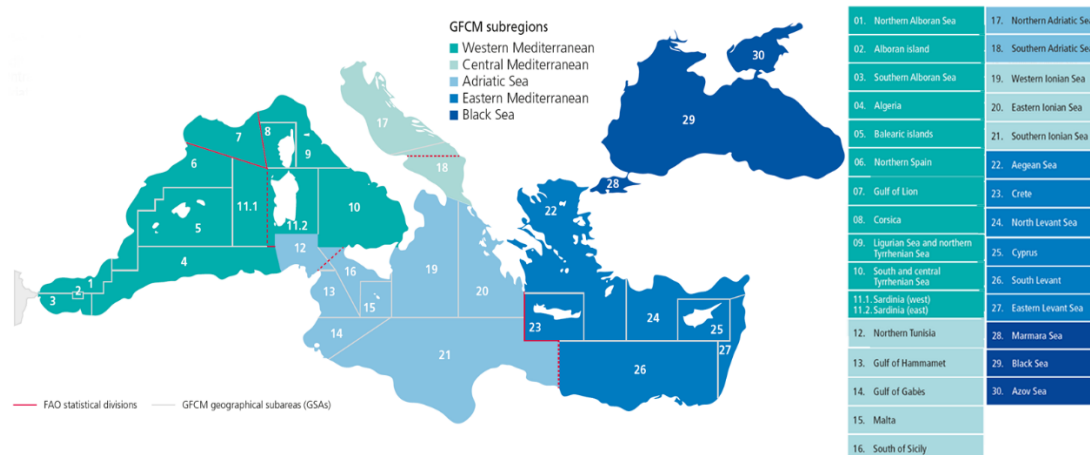 GFCM subregions
Western Mediterranean
Central Mediterranean
Adriatic Sea
Eastern Mediterranean
Black Sea
30
29
28
17
18
7
8
9
6
11.1
11.2
10
5
4
12
1
2
3
13
16
15
14
19
20
21
22
23
24
25
26
27
FAO statistical divisions
GFCM geographical subareas (GSAs)
01. Northern Alboran Sea
02. Alboran island
03. Southern Alboran Sea
04. Algeria
05. Balearic islands
06. Northern Spain
07. Gulf of Lion
08. Corsica
09. Ligurian Sea and northern
Tyrrhenian Sea
10. South and central
Tyrrhenian Sea
11.1. Sardinia (west)
11.2. Sardinia (east)
12. Northern Tunisia
13. Gulf of Hammamet
14. Gulf of Gabès
15. Malta
16. South of Sicily
17. Northern Adriatic Sea
18. Southern Adriatic Sea
19. Western Ionian Sea
20. Eastern Ionian Sea
21. Southern Ionian Sea
22. Aegean Sea
23. Crete
24. North Levant Sea
25. Cyprus
26. South Levant
27. Eastern Levant Sea
28. Marmara Sea
29. Black Sea
30. Azov Sea